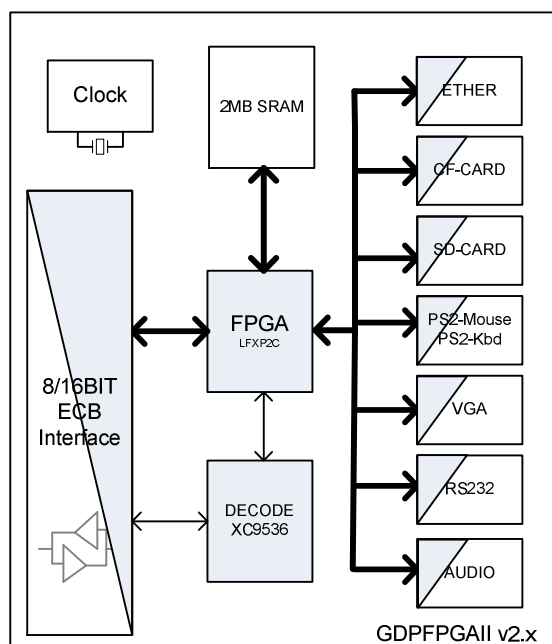 Clock
2MB SRAM
ETHER
CF-CARD
SD-CARD
FPGA
LFXP2C
PS2-Mouse
PS2-Kbd
8/16BIT
ECB
Interface
VGA
DECODE
XC9536
RS232
AUDIO
GDPFPGAII v2.x